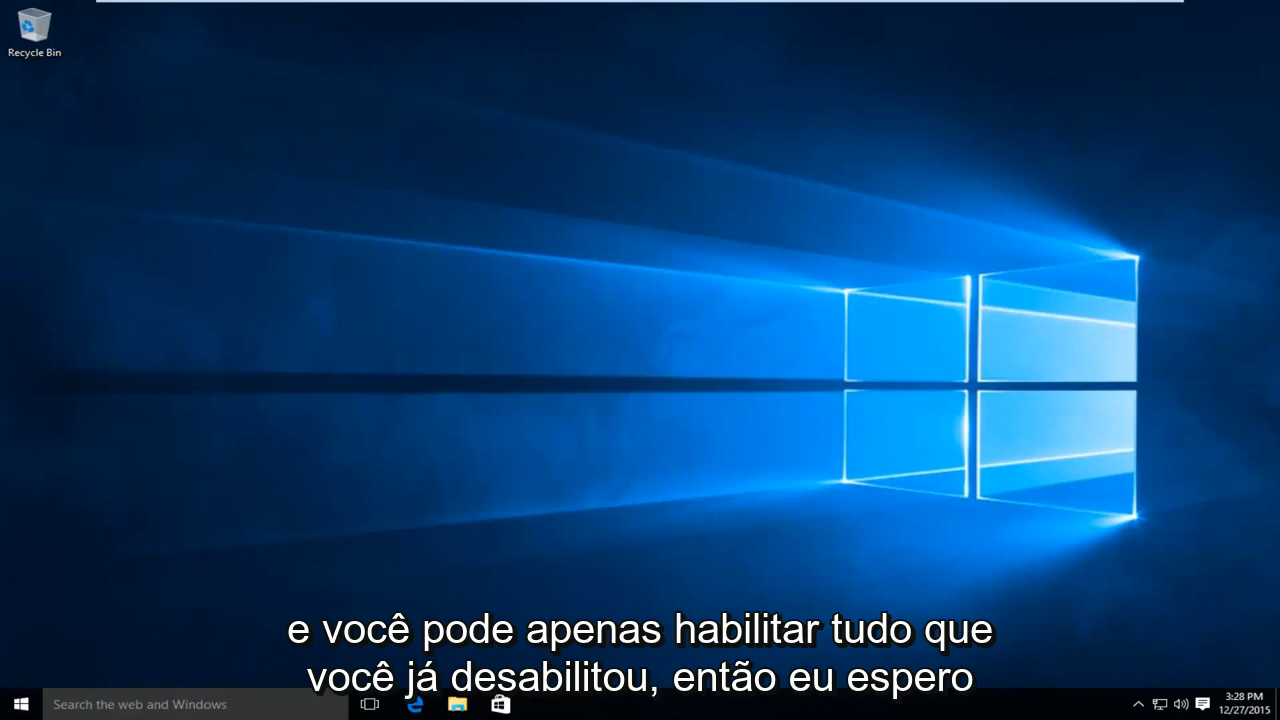 Recycle Bin
e você pode apenas habilitar tudo que
você já desabilitou, então eu espero
Search the web and Windows
3:28 PM
12/27/2015